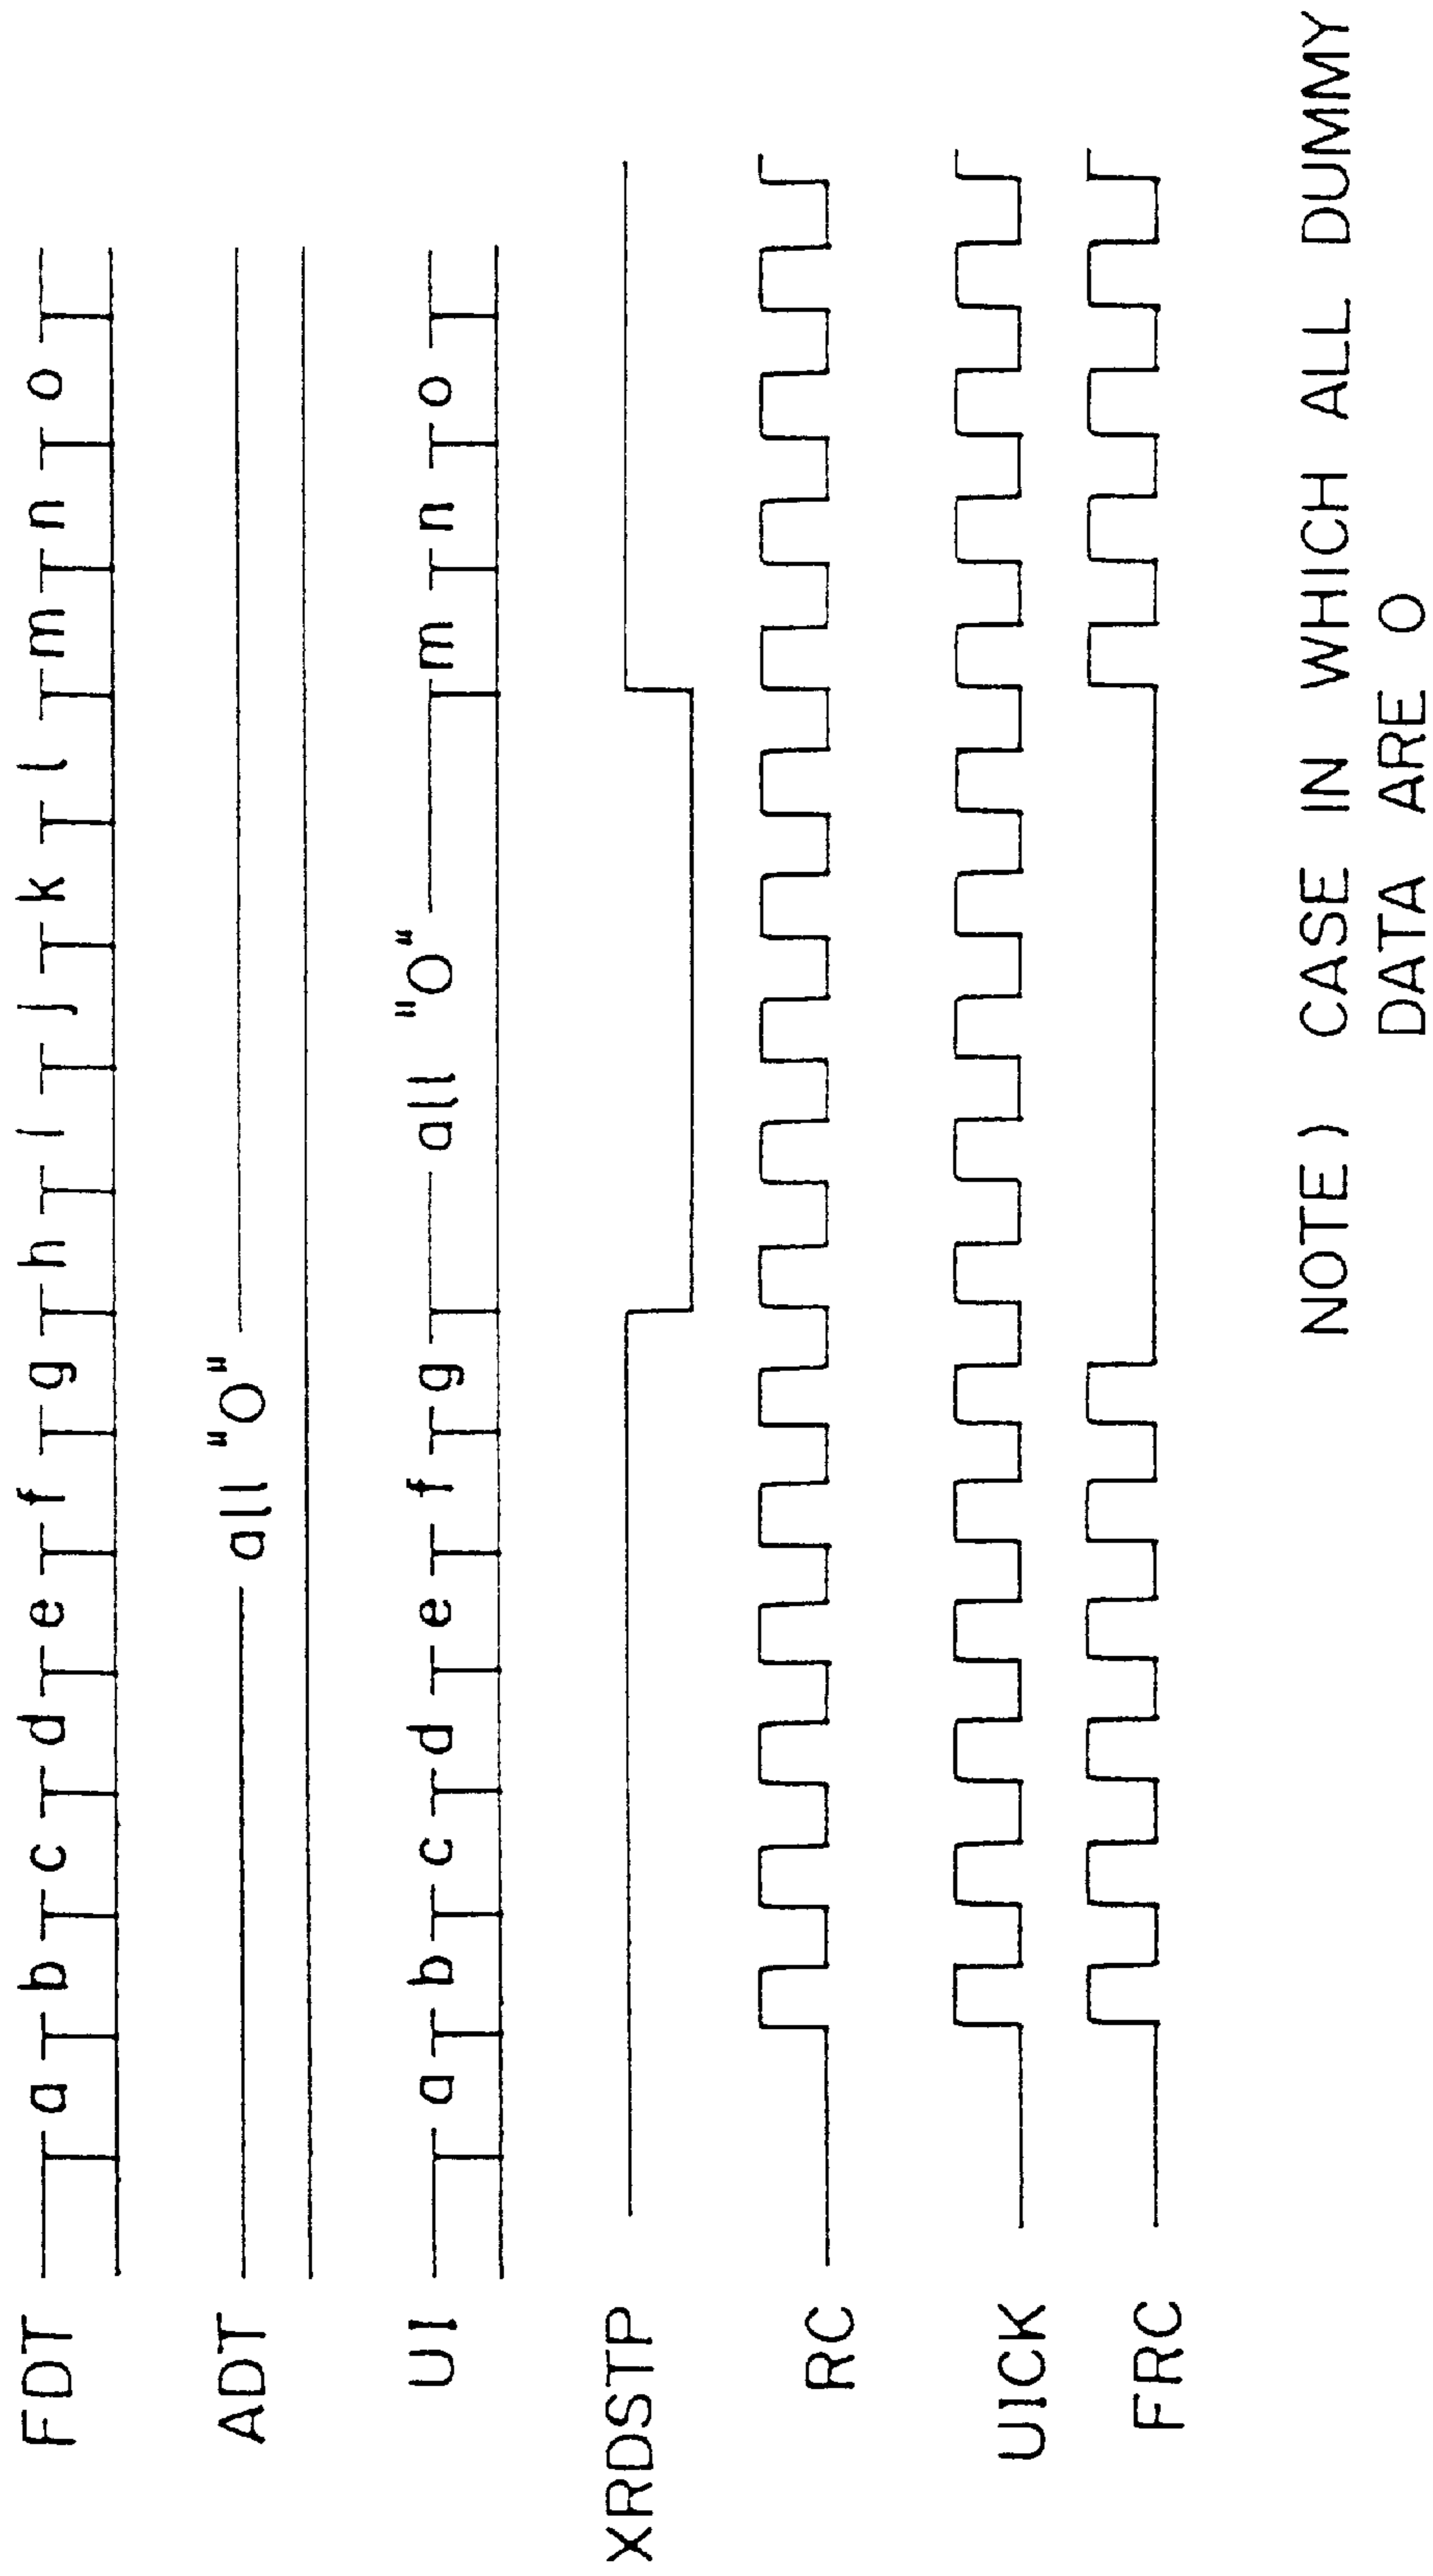 FDT a b c d e f g h i j k l m n o
ADT all "0"
UI a b c d e f g all "0" m n o
XRDSTP
RC
UICK
FRC
NOTE) CASE IN WHICH ALL DUMMY
DATA ARE 0